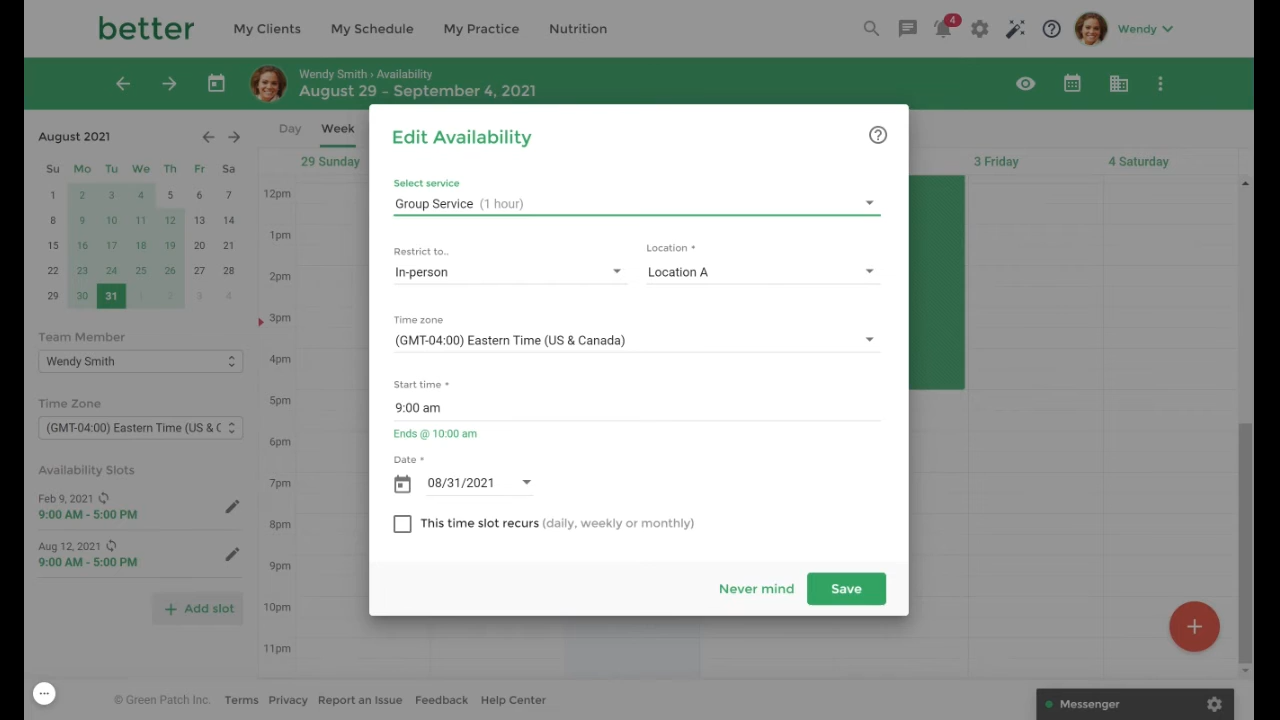 better
My Clients
My Schedule
My Practice
Nutrition
4
Wendy
Wendy Smith › Availability
August 29 – September 4, 2021
August 2021
Su Mo Tu We Th Fr Sa
1 2 3 4 5 6 7
8 9 10 11 12 13 14
15 16 17 18 19 20 21
22 23 24 25 26 27 28
29 30 31 1 2 3 4
Team Member
Wendy Smith
Time Zone
(GMT-04:00) Eastern Time (US & C
Availability Slots
Feb 9, 2021
9:00 AM - 5:00 PM
Aug 12, 2021
9:00 AM - 5:00 PM
+ Add slot
Day Week
29 Sunday
3 Friday
4 Saturday
12pm
1pm
2pm
3pm
4pm
5pm
6pm
7pm
8pm
9pm
10pm
11pm
Edit Availability
Select service
Group Service (1 hour)
Restrict to..
In-person
Location *
Location A
Time zone
(GMT-04:00) Eastern Time (US & Canada)
Start time *
9:00 am
Ends @ 10:00 am
Date *
08/31/2021
This time slot recurs (daily, weekly or monthly)
Never mind
Save
© Green Patch Inc. Terms Privacy Report an Issue Feedback Help Center
Messenger